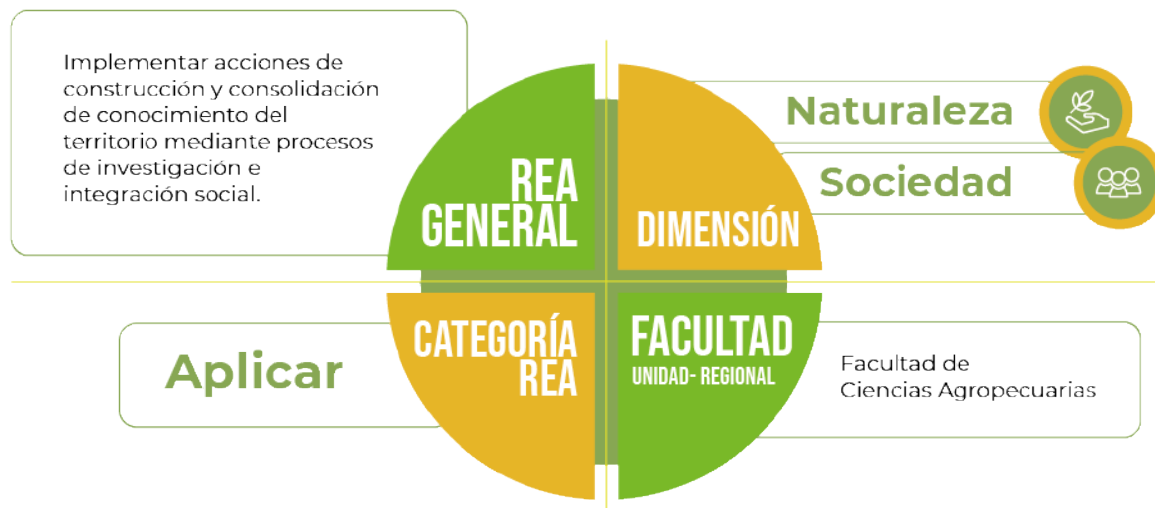 Implementar acciones de
construcción y consolidación
de conocimiento del
territorio mediante procesos
de investigación e
integración social.
REA
GENERAL
DIMENSIÓN
Naturaleza
Sociedad
Aplicar
CATEGORÍA
REA
FACULTAD
UNIDAD- REGIONAL
Facultad de
Ciencias Agropecuarias